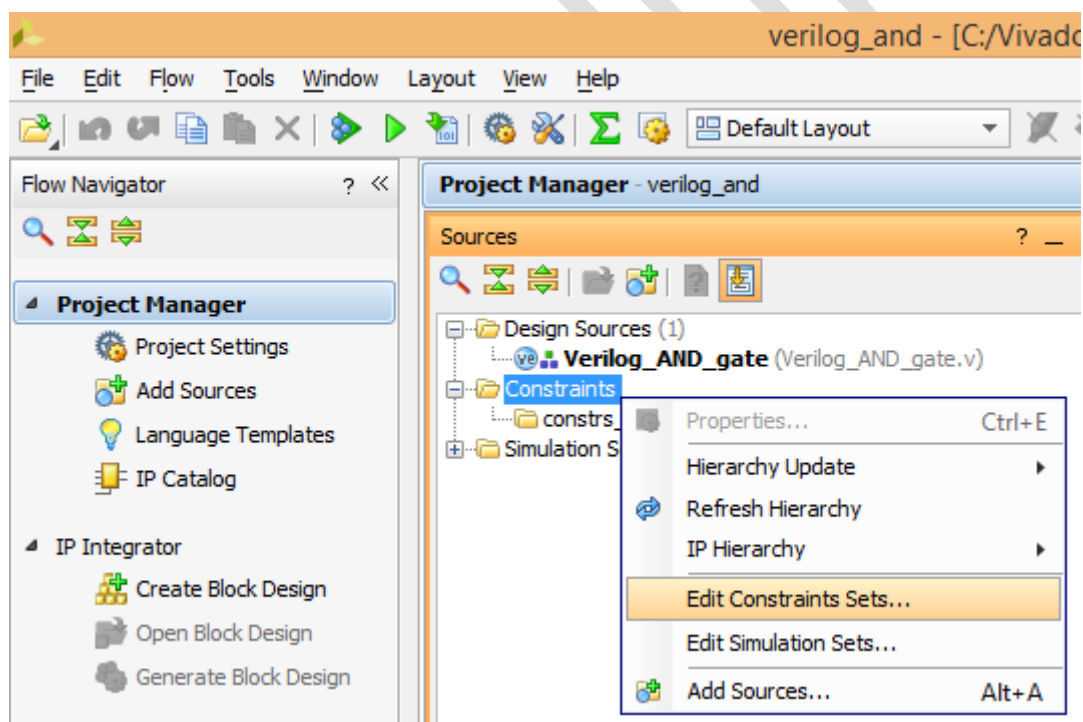 verilog_and - [C:/Vivado
File Edit Flow Tools Window Layout View Help
Default Layout
Flow Navigator ? «
Project Manager - verilog_and
Sources ? _
Project Manager
Project Settings
Add Sources
Language Templates
IP Catalog
IP Integrator
Create Block Design
Open Block Design
Generate Block Design
Design Sources (1)
Verilog_AND_gate (Verilog_AND_gate.v)
Constraints
constrs_
Simulation S
Properties... Ctrl+E
Hierarchy Update
Refresh Hierarchy
IP Hierarchy
Edit Constraints Sets...
Edit Simulation Sets...
Add Sources... Alt+A